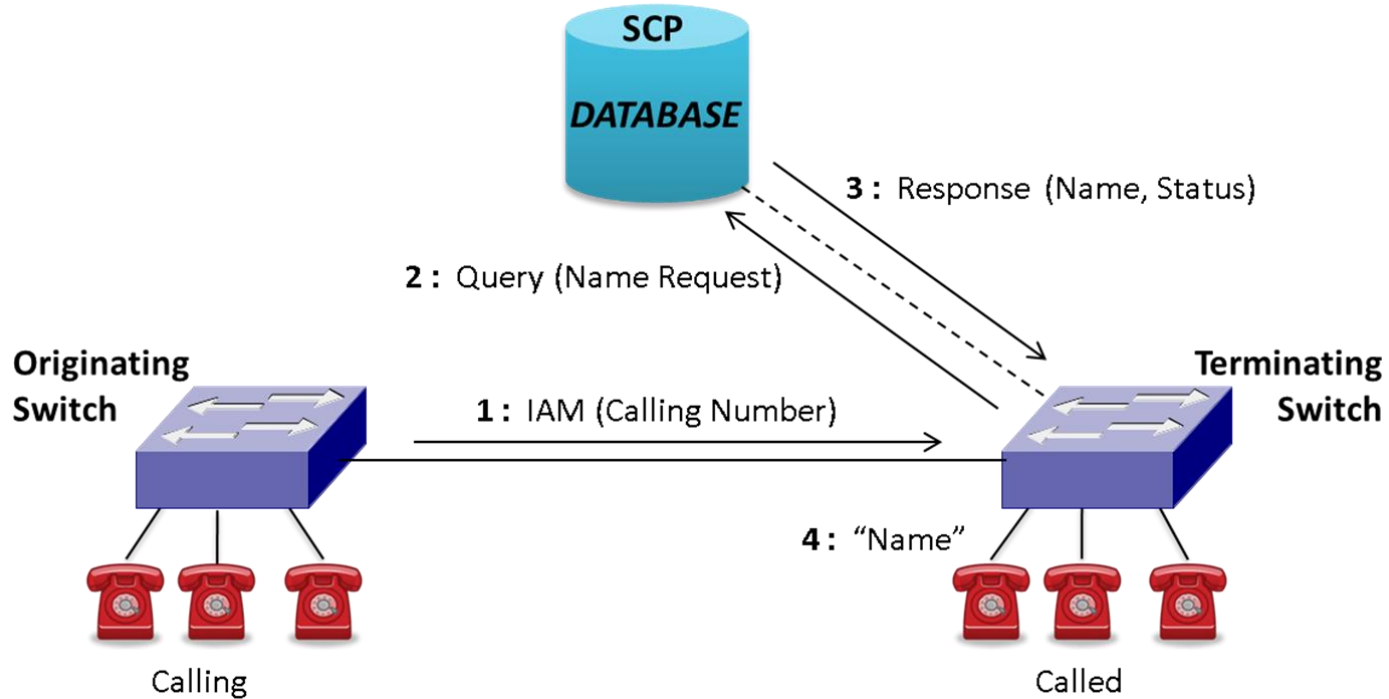 SCP
DATABASE
3 : Response (Name, Status)
2 : Query (Name Request)
Originating
Switch
Terminating
Switch
1 : IAM (Calling Number)
4 : “Name”
Calling
Called